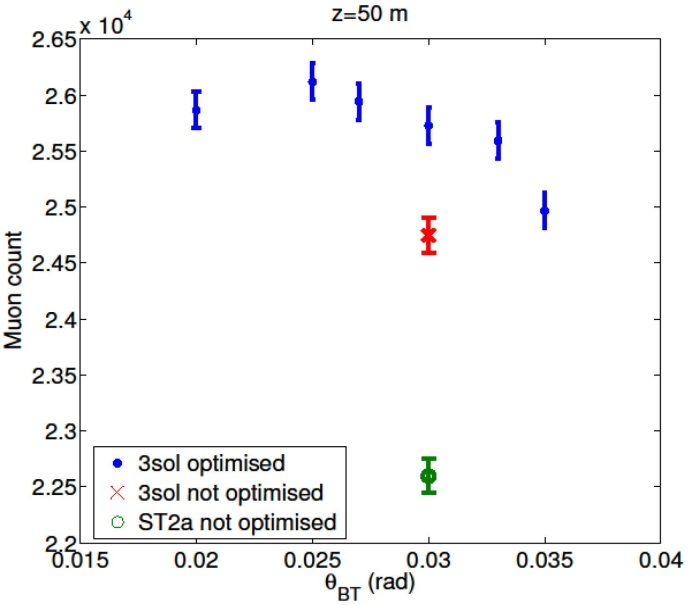 z=50 m
x 10⁴
2.65
2.6
2.55
2.5
2.45
2.4
2.35
2.3
2.25
2.2
Muon count
3sol optimised
3sol not optimised
ST2a not optimised
0.015 0.02 0.025 0.03 0.035 0.04
θBT (rad)